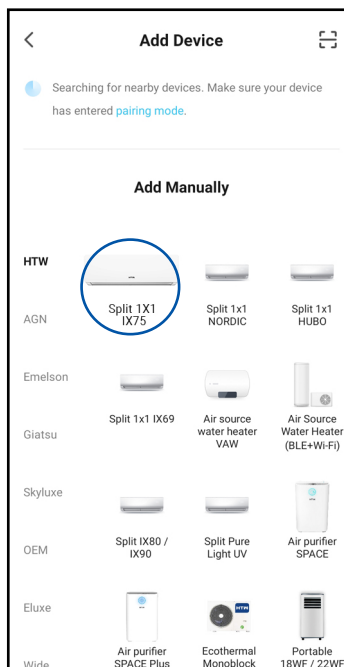 Add Device
Searching for nearby devices. Make sure your device
has entered pairing mode.
Add Manually
HTW
AGN
Emelson
Giatsu
Skyluxe
OEM
Eluxe
Wide
Split 1X1
IX75
Split 1x1
NORDIC
Split 1x1
HUBO
Split 1x1 IX69
Air source
water heater
VAW
Air Source
Water Heater
(BLE+Wi-Fi)
Split IX80 /
IX90
Split Pure
Light UV
Air purifier
SPACE
Air purifier
SPACE Plus
HTW
Ecothermal
Monoblock
Portable
18WF / 22WF